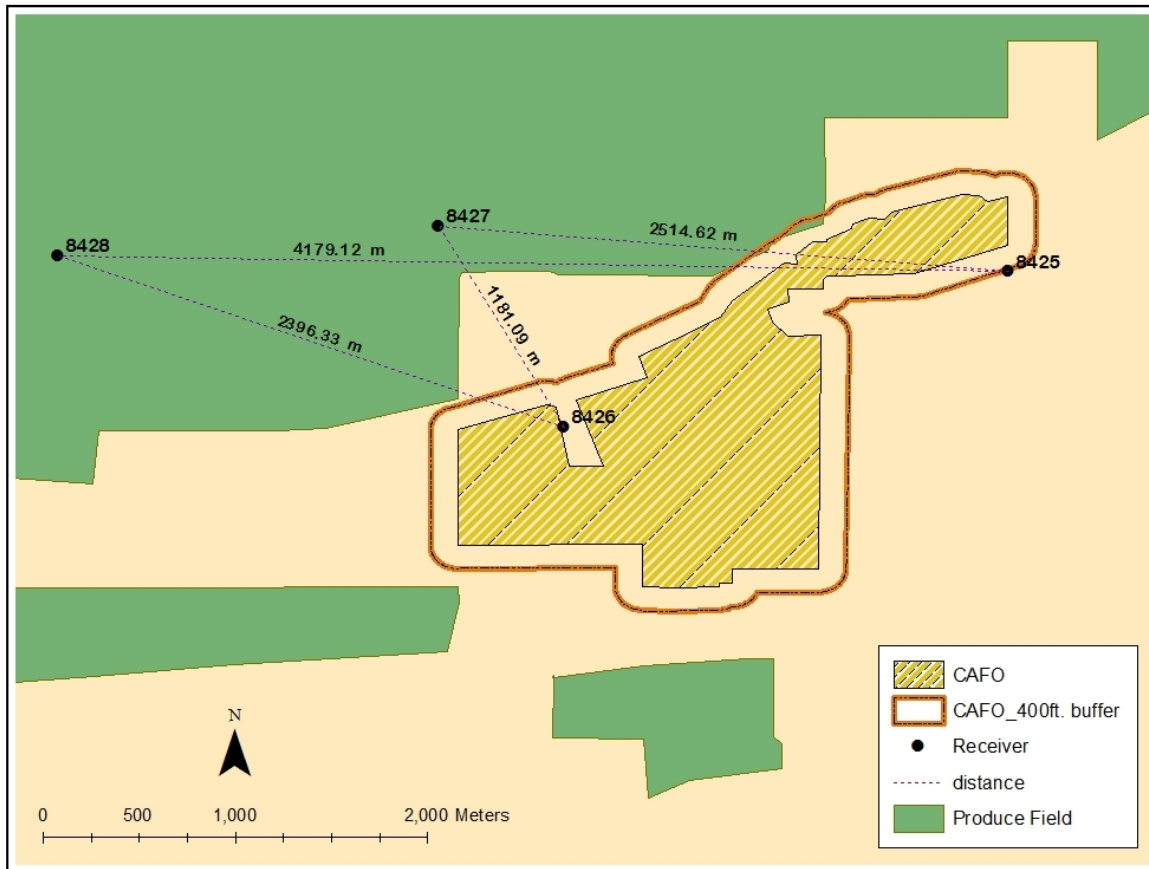 8427
8428
2514.62 m
4179.12 m
8425
1181.09 m
2396.33 m
8426
N
0 500 1,000 2,000 Meters
CAFO
CAFO_400ft. buffer
Receiver
distance
Produce Field